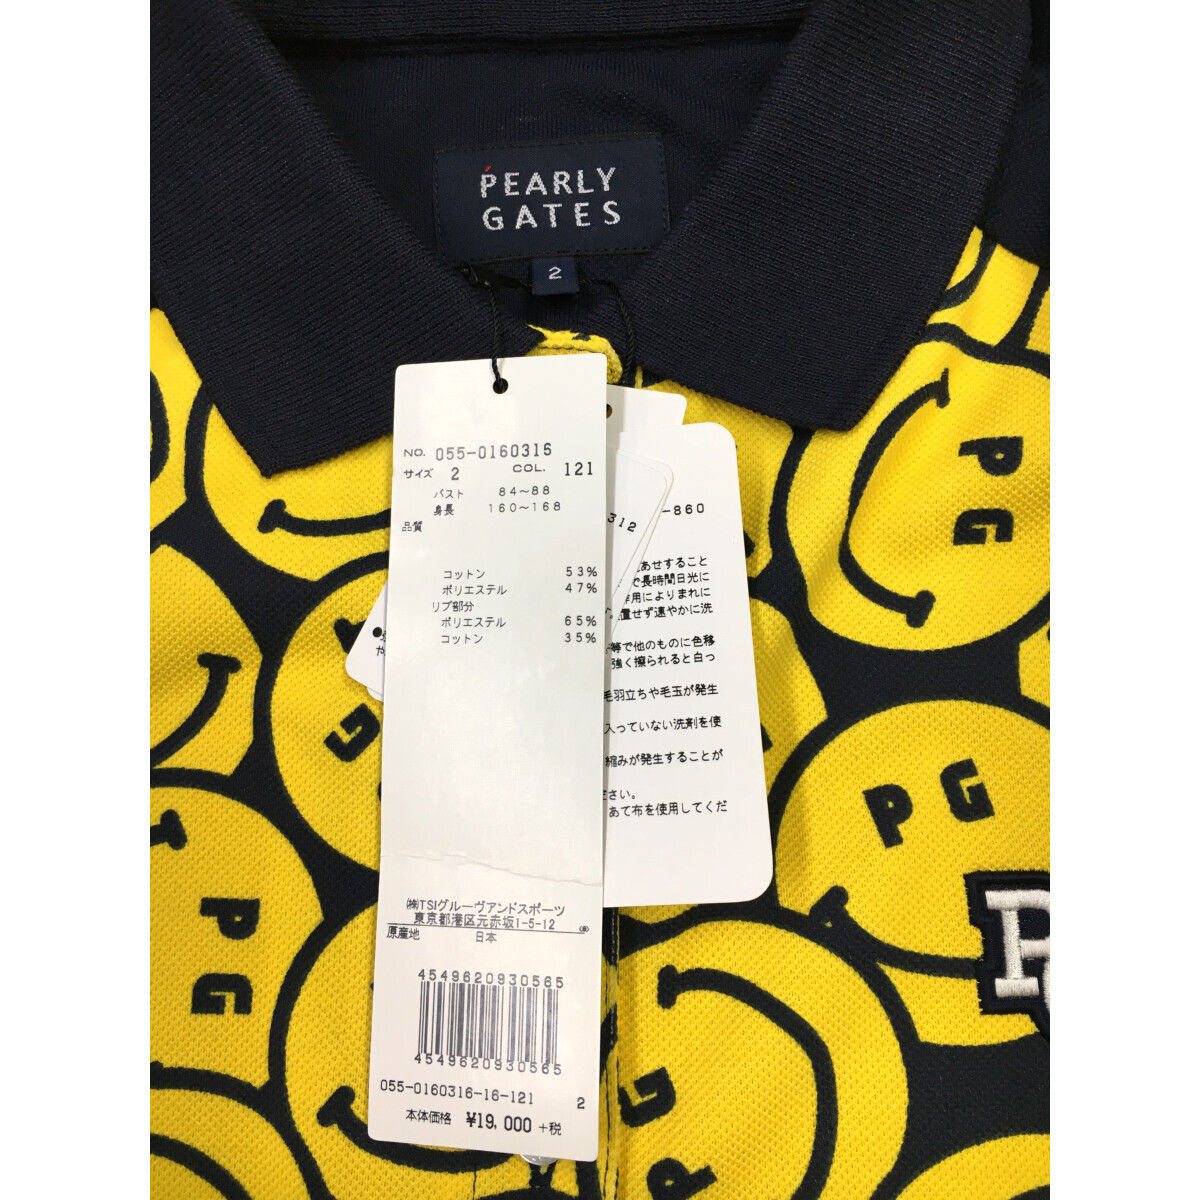 PEARLY
GATES
2
NO. 055-0160316
サイズ 2 COL. 121
バスト 84～88
身長 160～168
品質
コットン 53%
ポリエステル 47%
リブ部分
ポリエステル 65%
コットン 35%
㈱TSIグルーヴアンドスポーツ
東京都港区元赤坂1-5-12
原産地 日本
4549620930565
4549620930565
055-0160316-16-121 2
本体価格 ¥19,000 +税
-860
312
あせすること
で長時間日光に
作用によりまれに
置せず速やかに洗
等で他のものに色移
強く擦られると白っ
毛羽立ちや毛玉が発生
入っていない洗剤を使
縮みが発生することが
ださい。
あて布を使用してくだ
P G
P G
P G
P G
P G
P